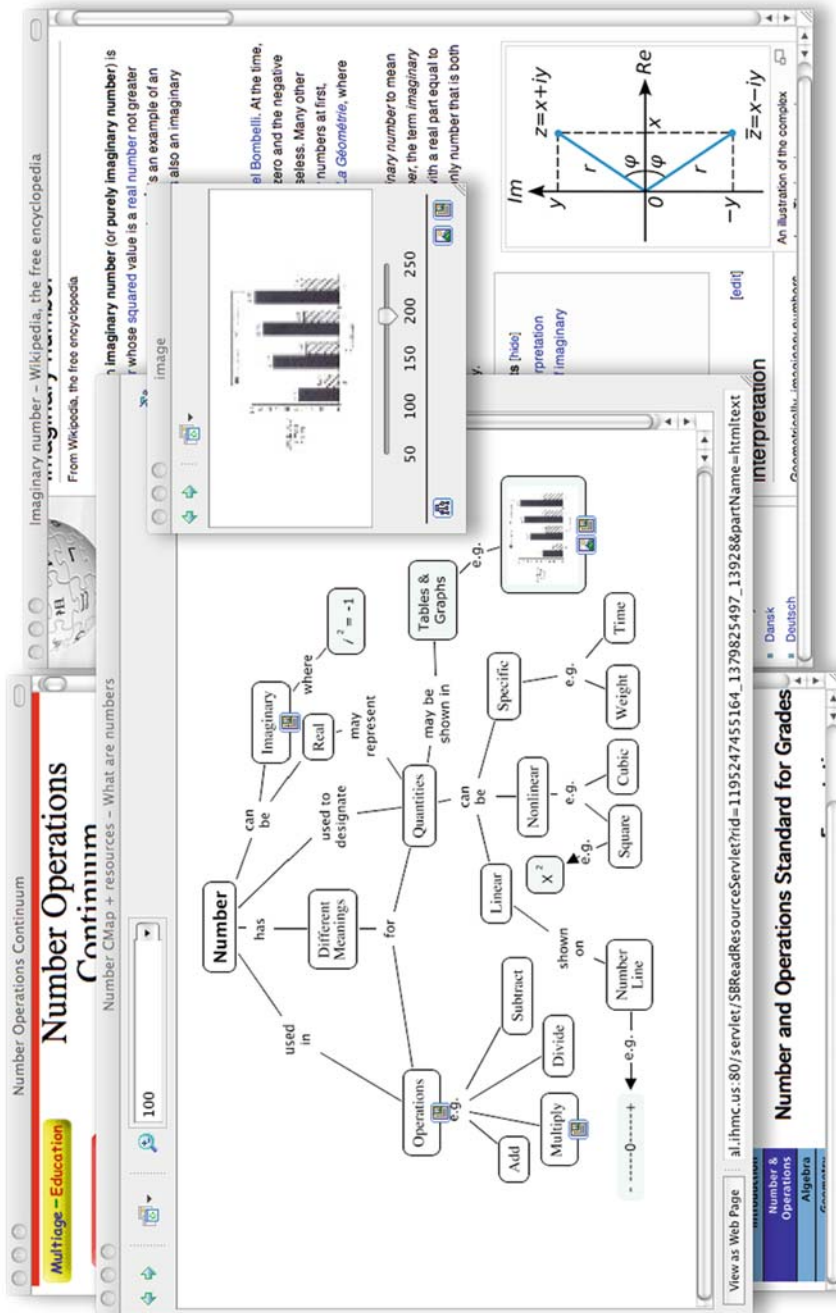 Number Operations Continuum
Multiage – Education
Number Operations
Continuum
Imaginary number – Wikipedia, the free encyclopedia
From Wikipedia, the free encyclopedia
imaginary number (or purely imaginary number) is
whose squared value is a real number not greater
is an example of an
also an imaginary
el Bombelli. At the time,
zero and the negative
seless. Many other
numbers at first,
La Géométrie, where
inary number to mean
er, the term imaginary
with a real part equal to
only number that is both
ts [hide]
rpretation
f imaginary
[edit]
Interpretation
Geometrically, imaginary numbers
Dansk
Deutsch
Im
y
z=x+iy
r
φ
0
x
Re
φ
r
−y
z̅=x−iy
An illustration of the complex
image
50 100 150 200 250
Number CMap + resources – What are numbers
100
Number
used in
has
used to
designate
can
be
Imaginary
where
i² = -1
Real
may
represent
Different
Meanings
for
Operations
e.g.
Add
Multiply
Divide
Subtract
Quantities
may be
shown in
Tables &
Graphs
e.g.
can
be
Linear
Nonlinear
Specific
shown
on
Number
Line
e.g.
- -----0-----+
X²
e.g.
e.g.
Square
Cubic
e.g.
Weight
Time
View as Web Page
al.ihmc.us:80/servlet/SBReadResourceServlet?rid=1195247455164_1379825497_13928&partName=htmltext
Introduction
Number &
Operations
Algebra
Geometry
Number and Operations Standard for Grades